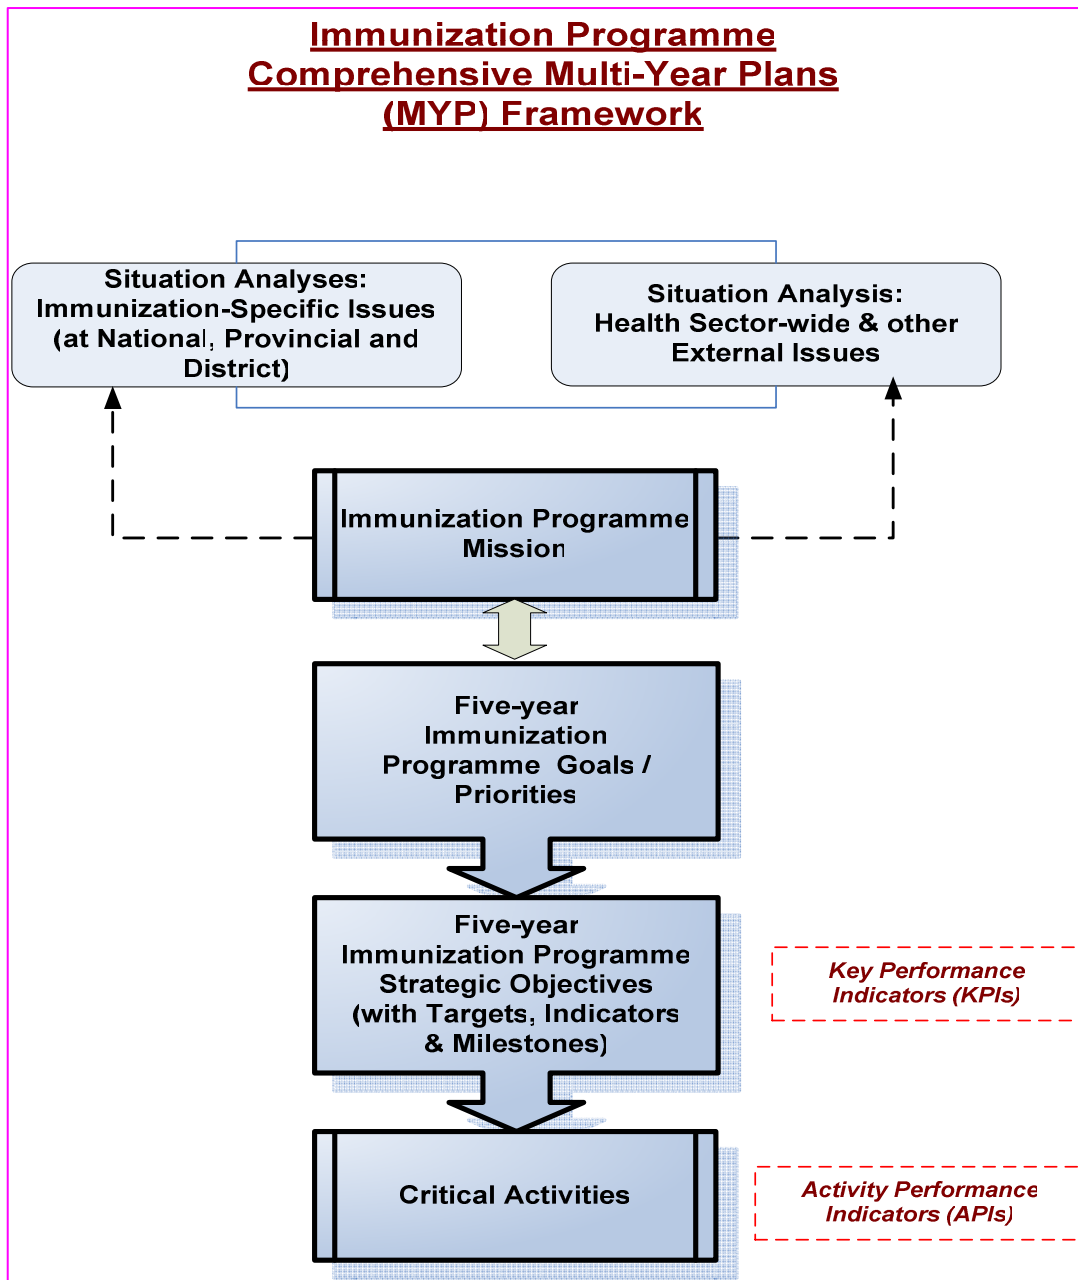 Immunization Programme
Comprehensive Multi-Year Plans
(MYP) Framework
Situation Analyses:
Immunization-Specific Issues
(at National, Provincial and
District)
Situation Analysis:
Health Sector-wide & other
External Issues
Immunization Programme
Mission
Five-year
Immunization
Programme Goals /
Priorities
Five-year
Immunization Programme
Strategic Objectives
(with Targets, Indicators
& Milestones)
Key Performance
Indicators (KPIs)
Critical Activities
Activity Performance
Indicators (APIs)